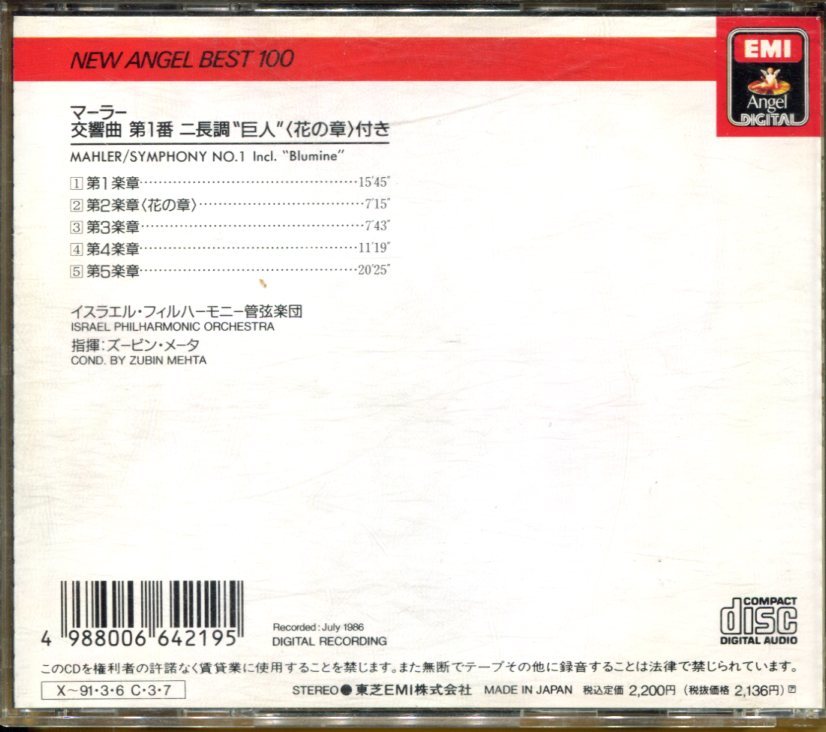 NEW ANGEL BEST 100
EMI
Angel
DIGITAL
マーラー
交響曲 第1番 ニ長調“巨人”〈花の章〉付き
MAHLER/SYMPHONY NO.1 Incl. “Blumine”
1 第1楽章 15'45"
2 第2楽章〈花の章〉 7'15"
3 第3楽章 7'43"
4 第4楽章 11'19"
5 第5楽章 20'25"
イスラエル・フィルハーモニー管弦楽団
ISRAEL PHILHARMONIC ORCHESTRA
指揮:ズービン・メータ
COND. BY ZUBIN MEHTA
4 988006 642195
Recorded: July 1986
DIGITAL RECORDING
COMPACT
disc
DIGITAL AUDIO
このCDを権利者の許諾なく賃貸業に使用することを禁じます。また無断でテープその他に録音することは法律で禁じられています。
X〜91・3・6 C・3・7
STEREO●東芝EMI株式会社 MADE IN JAPAN 税込定価 2,200円(税抜価格 2,136円)Ⓟ